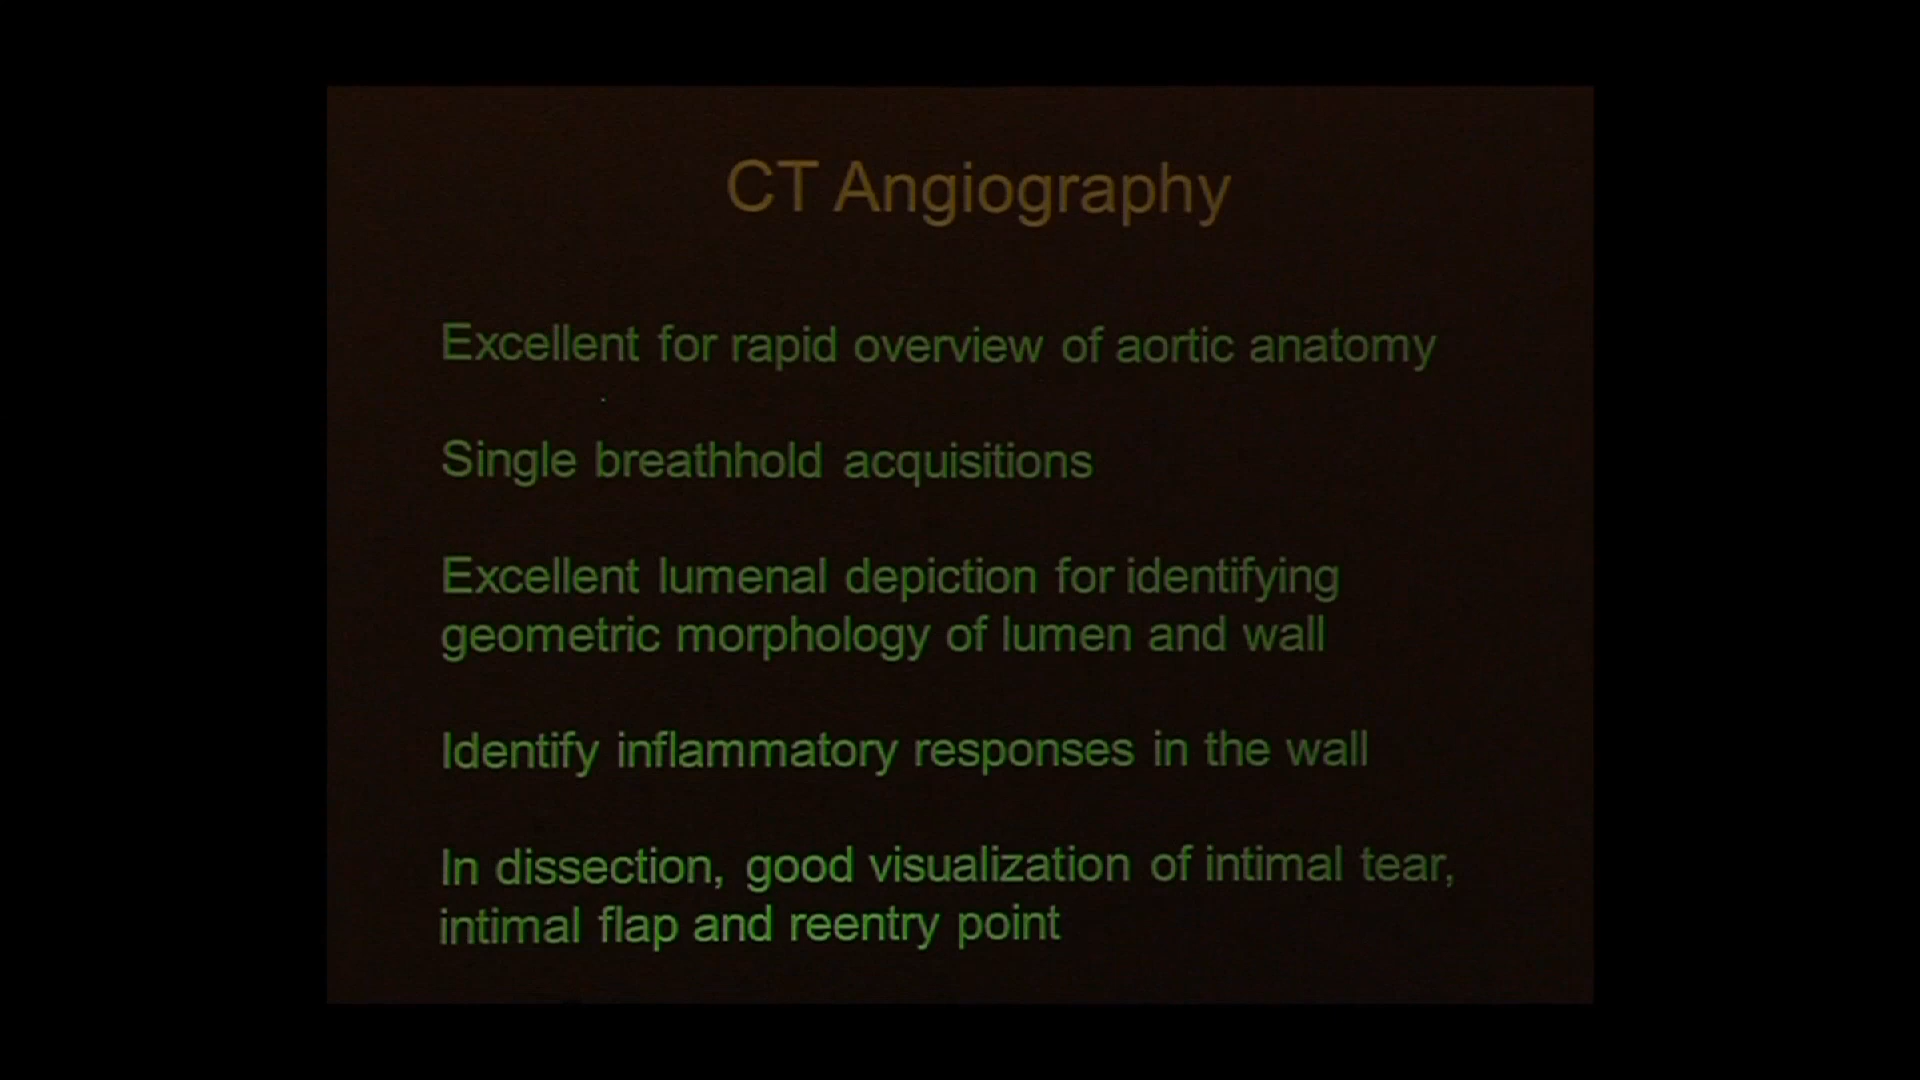 CT Angiography
Excellent for rapid overview of aortic anatomy
Single breathhold acquisitions
Excellent lumenal depiction for identifying
geometric morphology of lumen and wall
Identify inflammatory responses in the wall
In dissection, good visualization of intimal tear,
intimal flap and reentry point